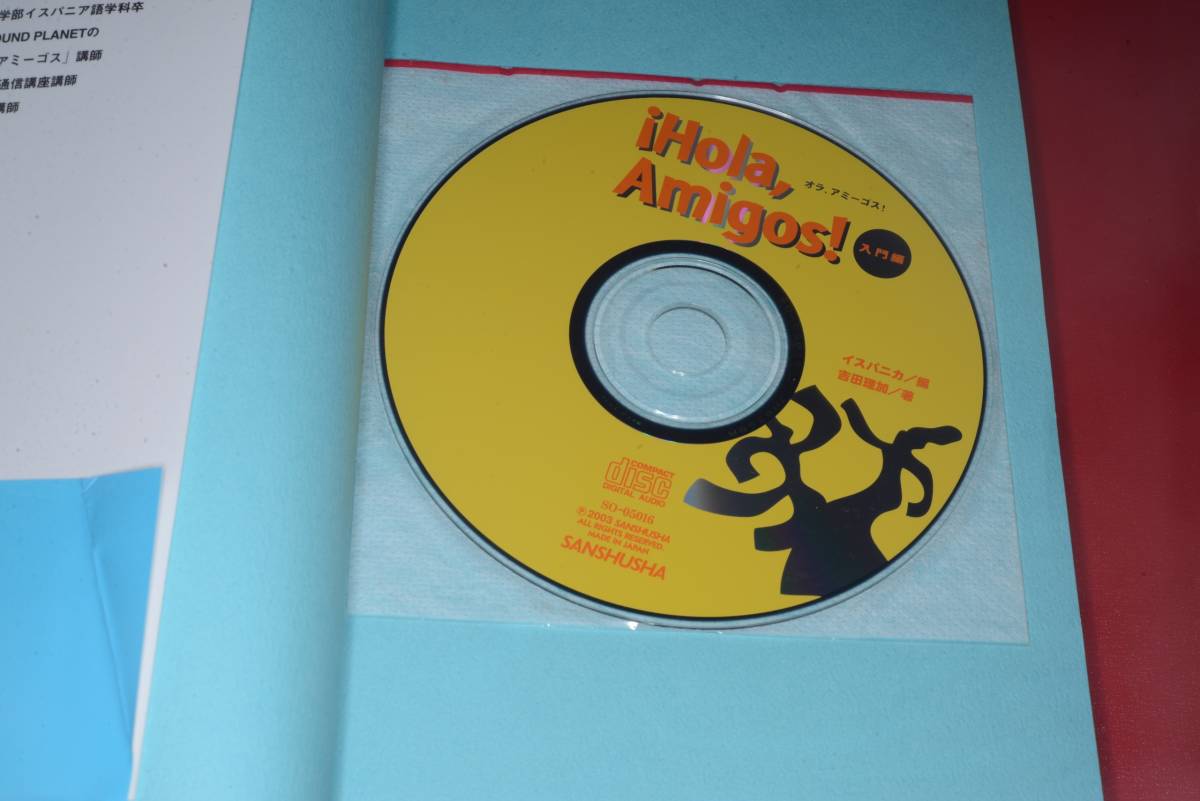 学部イスパニア語学科卒
OUND PLANETの
アミーゴス」講師
通信講座講師
講師
¡Hola,
Amigos!
オラ、アミーゴス!
入門編
イスパニカ/編
吉田理加/著
COMPACT
disc
DIGITAL AUDIO
SO-05016
℗2003 SANSHUSHA
ALL RIGHTS RESERVED.
MADE IN JAPAN
SANSHUSHA